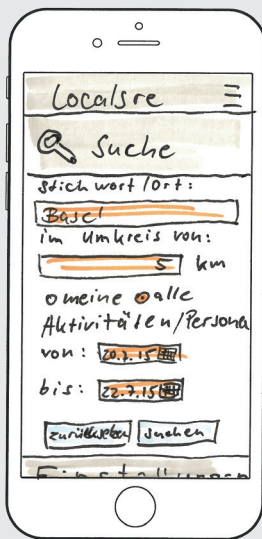 Localsre
Suche
Stichwort/Ort:
Basel
im Umkreis von:
5 km
meine alle
Aktivitäten/Persona
von: 20.7.15
bis: 22.7.15
zurücksetzen suchen
Einstellungen